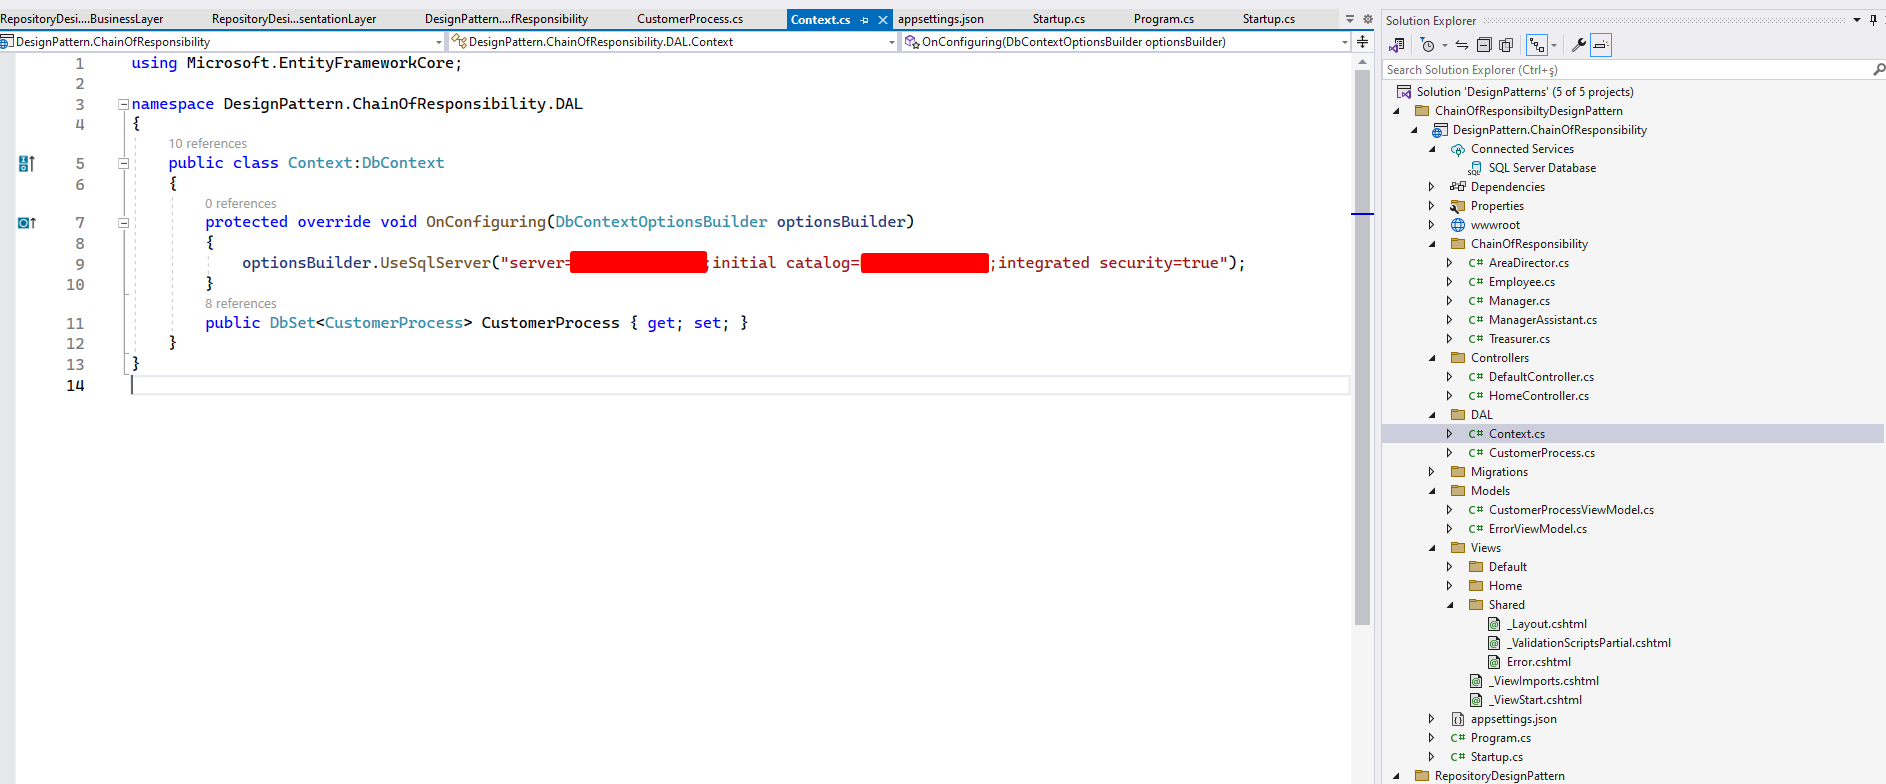 RepositoryDesi....BusinessLayer RepositoryDesi...sentationLayer DesignPattern....fResponsibility CustomerProcess.cs Context.cs appsettings.json Startup.cs Program.cs Startup.cs
DesignPattern.ChainOfResponsibility DesignPattern.ChainOfResponsibility.DAL.Context OnConfiguring(DbContextOptionsBuilder optionsBuilder)
1 using Microsoft.EntityFrameworkCore;
2
3 namespace DesignPattern.ChainOfResponsibility.DAL
4 {
10 references
5 public class Context:DbContext
6 {
0 references
7 protected override void OnConfiguring(DbContextOptionsBuilder optionsBuilder)
8 {
9 optionsBuilder.UseSqlServer("server= ;initial catalog= ;integrated security=true");
10 }
8 references
11 public DbSet<CustomerProcess> CustomerProcess { get; set; }
12 }
13 }
14
Solution Explorer
Search Solution Explorer (Ctrl+ş)
Solution 'DesignPatterns' (5 of 5 projects)
ChainOfResponsibiltyDesignPattern
DesignPattern.ChainOfResponsibility
Connected Services
SQL SQL Server Database
Dependencies
Properties
wwwroot
ChainOfResponsibility
C# AreaDirector.cs
C# Employee.cs
C# Manager.cs
C# ManagerAssistant.cs
C# Treasurer.cs
Controllers
C# DefaultController.cs
C# HomeController.cs
DAL
C# Context.cs
C# CustomerProcess.cs
Migrations
Models
C# CustomerProcessViewModel.cs
C# ErrorViewModel.cs
Views
Default
Home
Shared
@ _Layout.cshtml
@ _ValidationScriptsPartial.cshtml
@ Error.cshtml
@ _ViewImports.cshtml
@ _ViewStart.cshtml
appsettings.json
C# Program.cs
C# Startup.cs
RepositoryDesignPattern